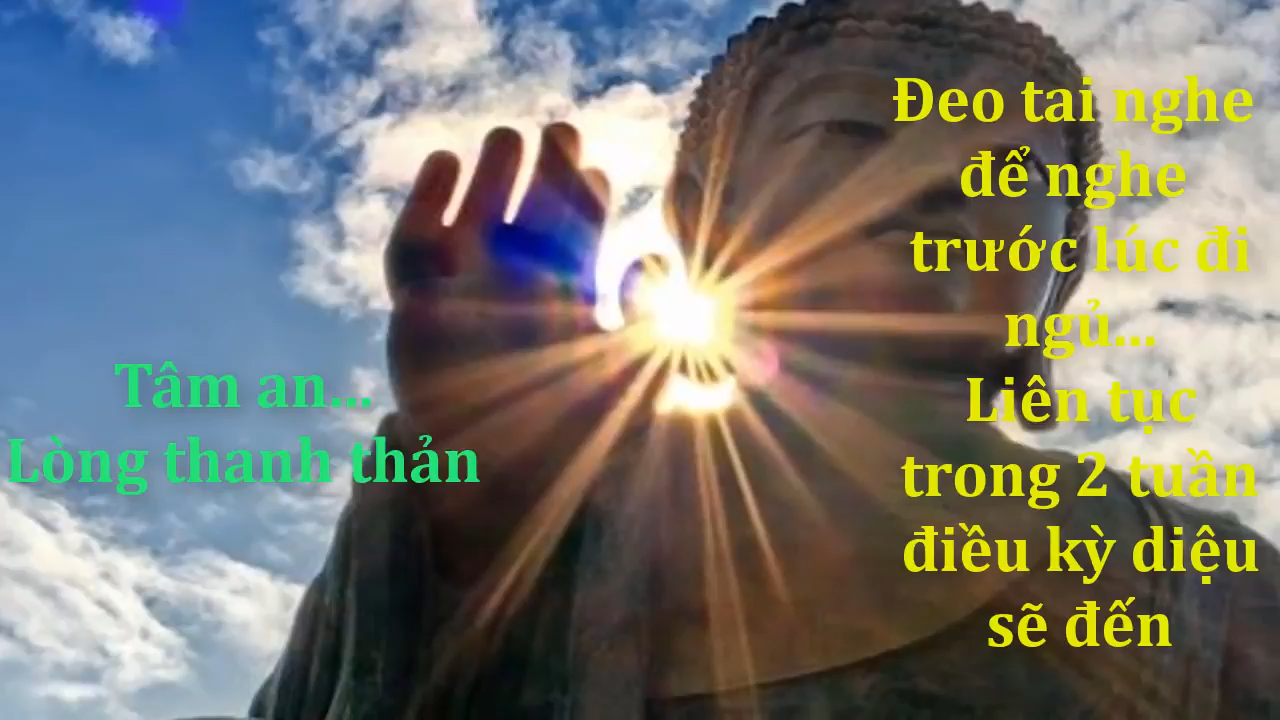 Tâm an...
Lòng thanh thản
Đeo tai nghe
để nghe
trước lúc đi
ngủ...
Liên tục
trong 2 tuần
điều kỳ diệu
sẽ đến